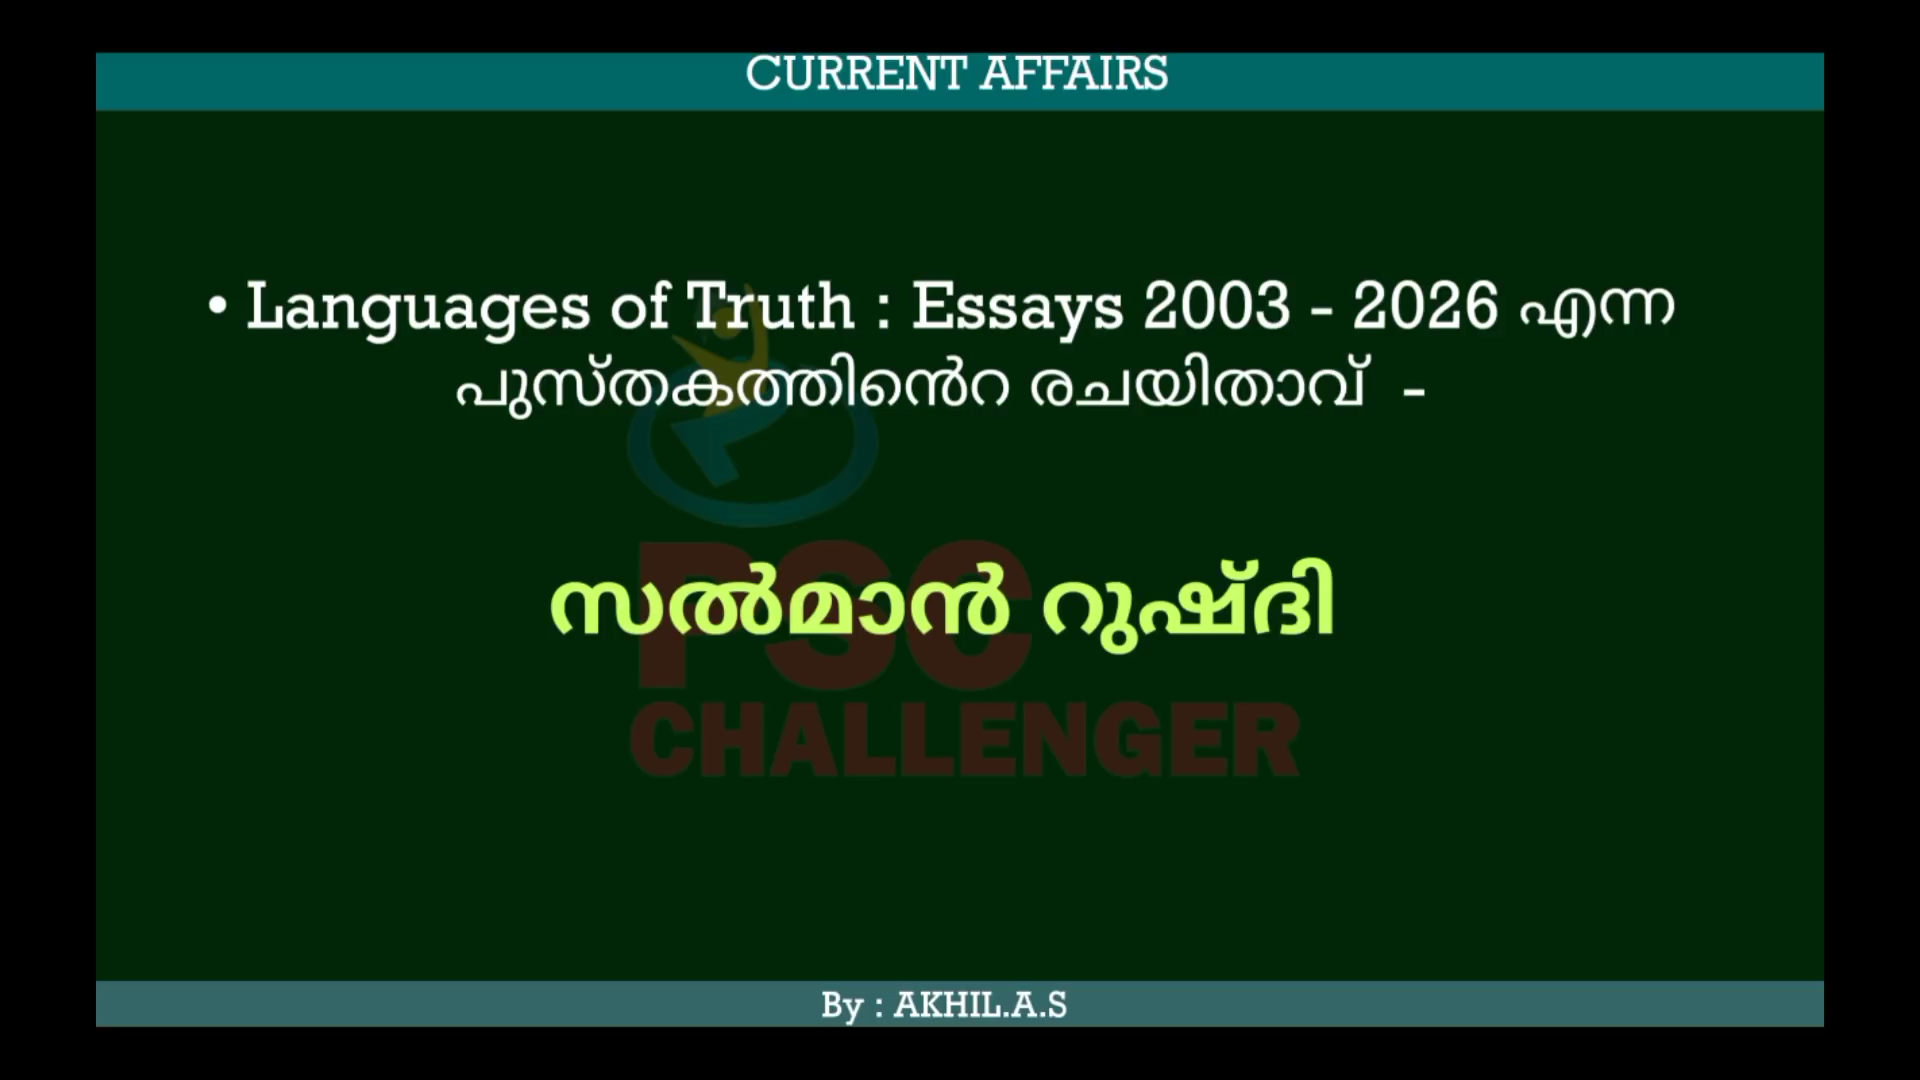 CURRENT AFFAIRS
• Languages of Truth : Essays 2003 - 2026 എന്ന
പുസ്തകത്തിൻെറ രചയിതാവ് -
സൽമാൻ റുഷ്ദി
PSC
CHALLENGER
By : AKHIL.A.S